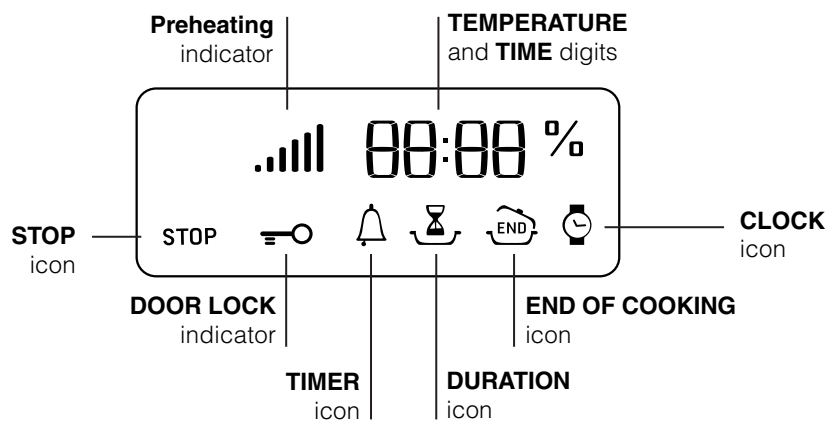 Preheating
indicator
TEMPERATURE
and TIME digits
88:88 %
STOP
icon
STOP
END
CLOCK
icon
DOOR LOCK
indicator
END OF COOKING
icon
TIMER
icon
DURATION
icon